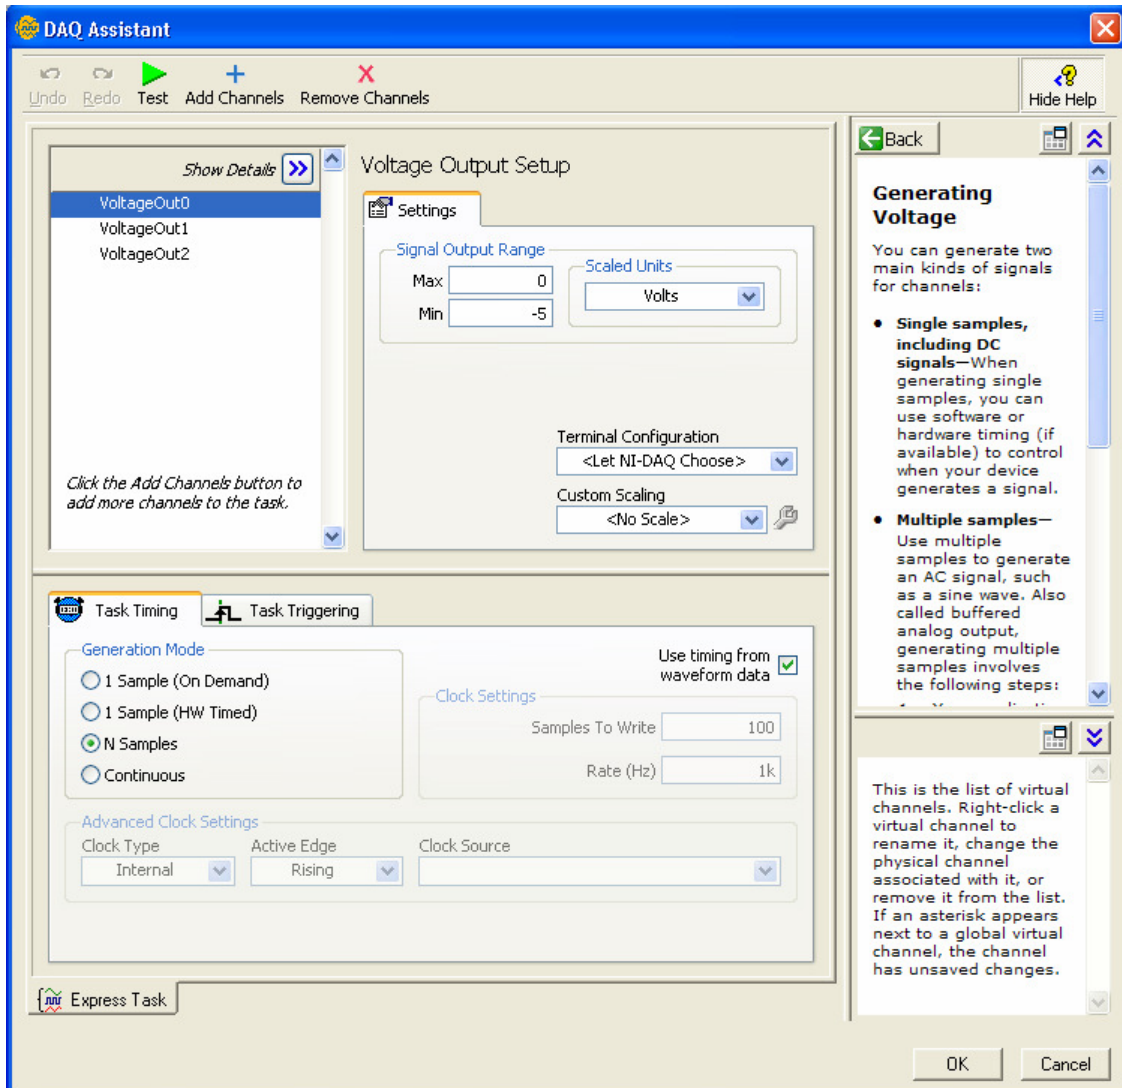 DAQ Assistant
Undo Redo Test Add Channels Remove Channels
Hide Help
Show Details
VoltageOut0
VoltageOut1
VoltageOut2
Click the Add Channels button to
add more channels to the task.
Voltage Output Setup
Settings
Signal Output Range
Max 0
Min -5
Scaled Units
Volts
Terminal Configuration
<Let NI-DAQ Choose>
Custom Scaling
<No Scale>
Task Timing
Task Triggering
Generation Mode
1 Sample (On Demand)
1 Sample (HW Timed)
N Samples
Continuous
Use timing from
waveform data
Clock Settings
Samples To Write 100
Rate (Hz) 1k
Advanced Clock Settings
Clock Type Active Edge Clock Source
Internal Rising
Express Task
Back
Generating
Voltage
You can generate two
main kinds of signals
for channels:
• Single samples,
including DC
signals—When
generating single
samples, you can
use software or
hardware timing (if
available) to control
when your device
generates a signal.
• Multiple samples—
Use multiple
samples to generate
an AC signal, such
as a sine wave. Also
called buffered
analog output,
generating multiple
samples involves
the following steps:
This is the list of virtual
channels. Right-click a
virtual channel to
rename it, change the
physical channel
associated with it, or
remove it from the list.
If an asterisk appears
next to a global virtual
channel, the channel
has unsaved changes.
OK Cancel